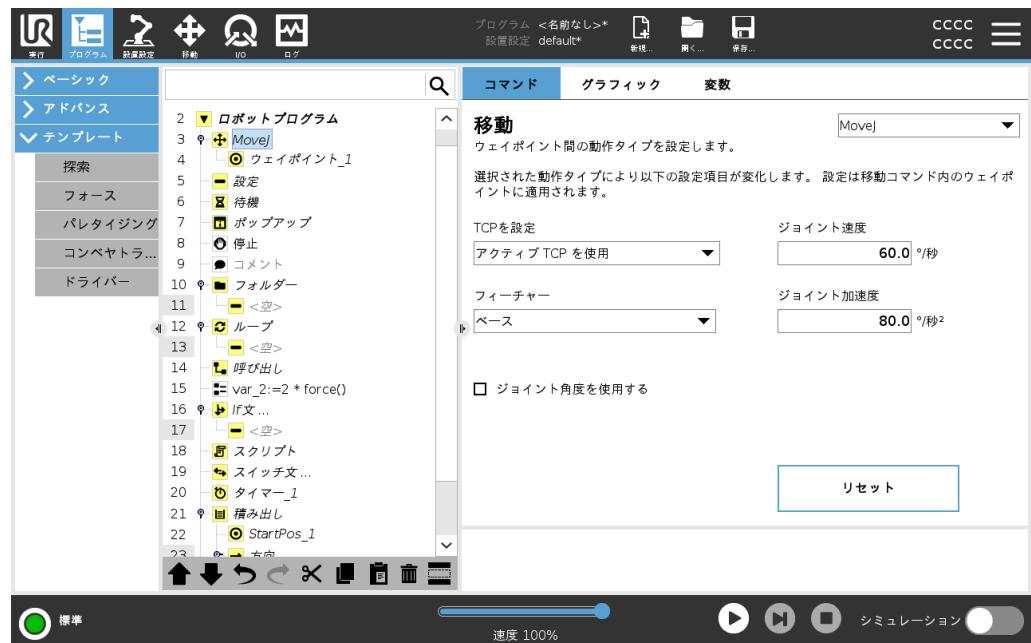 UR
実行
プログラム
設置設定
移動
I/O
ログ
プログラム <名前なし>*
設置設定 default*
新規...
開く...
保存...
CCCC
CCCC
ベーシック
アドバンス
テンプレート
探索
フォース
パレタイジング
コンベヤトラ...
ドライバー
2 ロボットプログラム
3 MoveJ
4 ウェイポイント_1
5 設定
6 待機
7 ポップアップ
8 停止
9 コメント
10 フォルダー
11 <空>
12 ループ
13 <空>
14 呼び出し
15 var_2:=2 * force()
16 If文 ...
17 <空>
18 スクリプト
19 スイッチ文 ...
20 タイマー_1
21 積み出し
22 StartPos_1
23 方向
コマンド グラフィック 変数
移動
MoveJ
ウェイポイント間の動作タイプを設定します。
選択された動作タイプにより以下の設定項目が変化します。 設定は移動コマンド内のウェイポ
イントに適用されます。
TCPを設定
アクティブ TCP を使用
ジョイント速度
60.0 °/秒
フィーチャー
ベース
ジョイント加速度
80.0 °/秒²
ジョイント角度を使用する
リセット
標準
速度 100%
シミュレーション